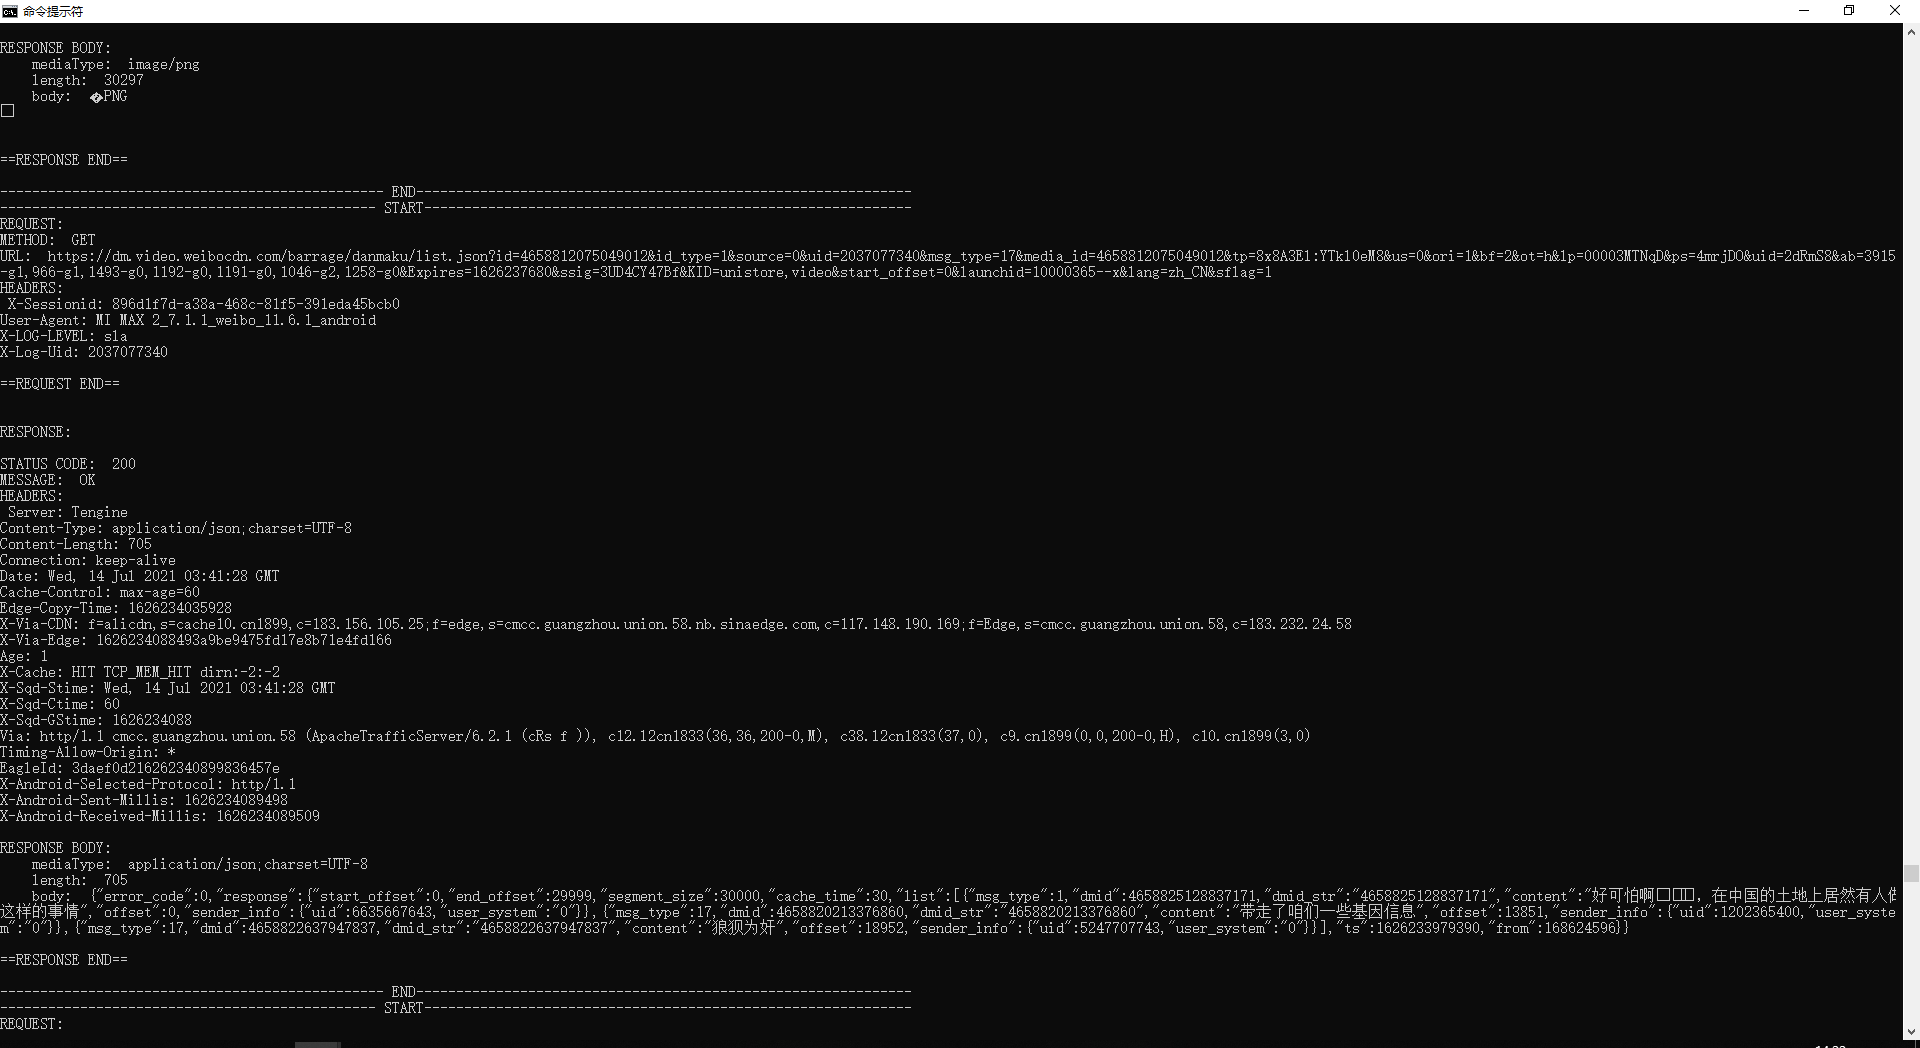 命令提示符
RESPONSE BODY:
mediaType:  image/png
length:  30297
body:  �PNG
==RESPONSE END==
------------------------------------------------ END--------------------------------------------------------------
----------------------------------------------- START-------------------------------------------------------------
REQUEST:
METHOD:  GET
URL:  https://dm.video.weibocdn.com/barrage/danmaku/list.json?id=4658812075049012&id_type=1&source=0&uid=2037077340&msg_type=17&media_id=4658812075049012&tp=8x8A3El:YTkl0eM8&us=0&ori=1&bf=2&ot=h&lp=00003MTNqD&ps=4mrjDO&uid=2dRmS8&ab=3915
-g1,966-g1,1493-g0,1192-g0,1191-g0,1046-g2,1258-g0&Expires=1626237680&ssig=3UD4CY47Bf&KID=unistore,video&start_offset=0&launchid=10000365--x&lang=zh_CN&sflag=1
HEADERS:
X-Sessionid: 896d1f7d-a38a-468c-81f5-391eda45bcb0
User-Agent: MI MAX 2_7.1.1_weibo_11.6.1_android
X-LOG-LEVEL: sla
X-Log-Uid: 2037077340
==REQUEST END==
RESPONSE:
STATUS CODE:  200
MESSAGE:  OK
HEADERS:
Server: Tengine
Content-Type: application/json;charset=UTF-8
Content-Length: 705
Connection: keep-alive
Date: Wed, 14 Jul 2021 03:41:28 GMT
Cache-Control: max-age=60
Edge-Copy-Time: 1626234035928
X-Via-CDN: f=alicdn,s=cache10.cn1899,c=183.156.105.25;f=edge,s=cmcc.guangzhou.union.58.nb.sinaedge.com,c=117.148.190.169;f=Edge,s=cmcc.guangzhou.union.58,c=183.232.24.58
X-Via-Edge: 1626234088493a9be9475fd17e8b71e4fd166
Age: 1
X-Cache: HIT TCP_MEM_HIT dirn:-2:-2
X-Sqd-Stime: Wed, 14 Jul 2021 03:41:28 GMT
X-Sqd-Ctime: 60
X-Sqd-GStime: 1626234088
Via: http/1.1 cmcc.guangzhou.union.58 (ApacheTrafficServer/6.2.1 (cRs f )), c12.12cn1833(36,36,200-0,M), c38.12cn1833(37,0), c9.cn1899(0,0,200-0,H), c10.cn1899(3,0)
Timing-Allow-Origin: *
EagleId: 3daef0d216262340899836457e
X-Android-Selected-Protocol: http/1.1
X-Android-Sent-Millis: 1626234089498
X-Android-Received-Millis: 1626234089509
RESPONSE BODY:
mediaType:  application/json;charset=UTF-8
length:  705
body:  {"error_code":0,"response":{"start_offset":0,"end_offset":29999,"segment_size":30000,"cache_time":30,"list":[{"msg_type":1,"dmid":4658825128837171,"dmid_str":"4658825128837171","content":"好可怕啊□□□，在中国的土地上居然有人做
这样的事情","offset":0,"sender_info":{"uid":6635667643,"user_system":"0"}},{"msg_type":17,"dmid":4658820213376860,"dmid_str":"4658820213376860","content":"带走了咱们一些基因信息","offset":13851,"sender_info":{"uid":1202365400,"user_syste
m":"0"}},{"msg_type":17,"dmid":4658822637947837,"dmid_str":"4658822637947837","content":"狼狈为奸","offset":18952,"sender_info":{"uid":5247707743,"user_system":"0"}}],"ts":1626233979390,"from":168624596}}
==RESPONSE END==
------------------------------------------------ END--------------------------------------------------------------
----------------------------------------------- START-------------------------------------------------------------
REQUEST: